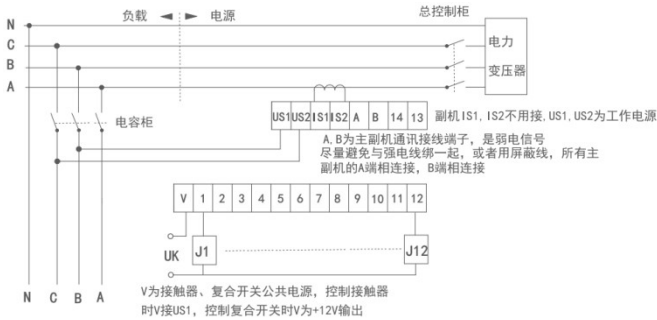 负载 电源 总控制柜
N
C
B
A
电力
变压器
电容柜
US1 US2 IS1 IS2 A B 14 13
副机IS1, IS2不用接, US1, US2为工作电源
A, B为主副机通讯接线端子, 是弱电信号
尽量避免与强电线绑一起, 或者用屏蔽线, 所有主
副机的A端相连接, B端相连接
V 1 2 3 4 5 6 7 8 9 10 11 12
UK J1 J12
N C B A
V为接触器、复合开关公共电源, 控制接触器
时V接US1, 控制复合开关时V为+12V输出